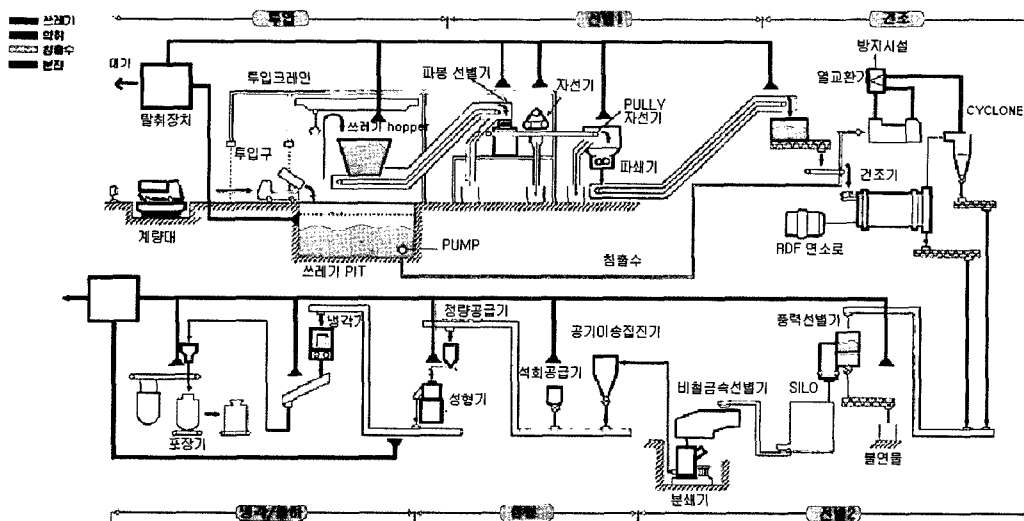 쓰레기
악취
침출수
분진
투입
선별1
건조
대기
탈취장치
투입크레인
쓰레기 hopper
투입구
파봉 선별기
자선기
PULLY
자선기
파쇄기
방지시설
열교환기
CYCLONE
건조기
RDF 연소로
계량대
쓰레기 PIT
PUMP
침출수
냉각기
정량공급기
공기이송집진기
풍력선별기
석회공급기
비철금속선별기
SILO
성형기
포장기
분쇄기
불연물
성형
선별2